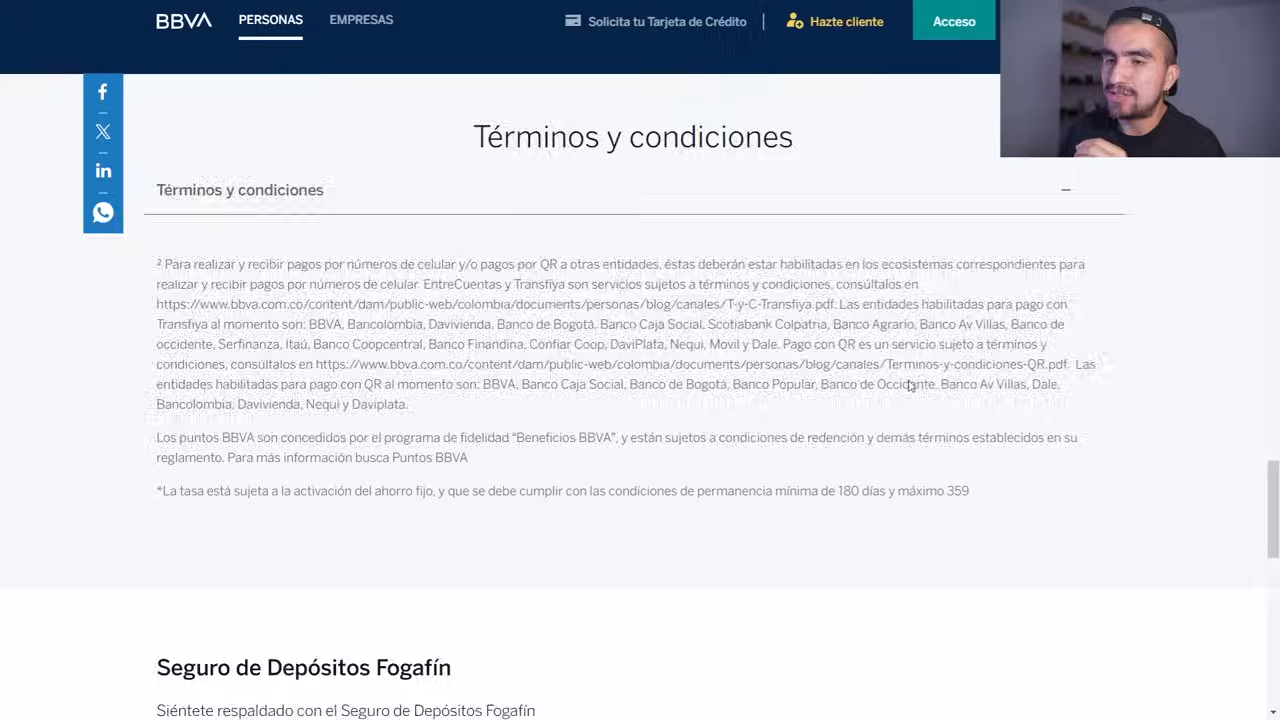 BBVA PERSONAS EMPRESAS Solicita tu Tarjeta de Crédito Hazte cliente Acceso
Términos y condiciones
Términos y condiciones
² Para realizar y recibir pagos por números de celular y/o pagos por QR a otras entidades, éstas deberán estar habilitadas en los ecosistemas correspondientes para
realizar y recibir pagos por números de celular. EntreCuentas y Transfiya son servicios sujetos a términos y condiciones, consúltalos en
https://www.bbva.com.co/content/dam/public-web/colombia/documents/personas/blog/canales/T-y-C-Transfiya.pdf. Las entidades habilitadas para pago con
Transfiya al momento son: BBVA, Bancolombia, Davivienda, Banco de Bogotá, Banco Caja Social, Scotiabank Colpatria, Banco Agrario, Banco Av Villas, Banco de
occidente, Serfinanza, Itaú, Banco Coopcentral, Banco Finandina, Confiar Coop, DaviPlata, Nequi, Movil y Dale. Pago con QR es un servicio sujeto a términos y
condiciones, consúltalos en https://www.bbva.com.co/content/dam/public-web/colombia/documents/personas/blog/canales/Terminos-y-condiciones-QR.pdf. Las
entidades habilitadas para pago con QR al momento son: BBVA, Banco Caja Social, Banco de Bogotá, Banco Popular, Banco de Occidente, Banco Av Villas, Dale,
Bancolombia, Davivienda, Nequi y Daviplata.
Los puntos BBVA son concedidos por el programa de fidelidad “Beneficios BBVA”, y están sujetos a condiciones de redención y demás términos establecidos en su
reglamento. Para más información busca Puntos BBVA
*La tasa está sujeta a la activación del ahorro fijo, y que se debe cumplir con las condiciones de permanencia mínima de 180 días y máximo 359
Seguro de Depósitos Fogafín
Siéntete respaldado con el Seguro de Depósitos Fogafín